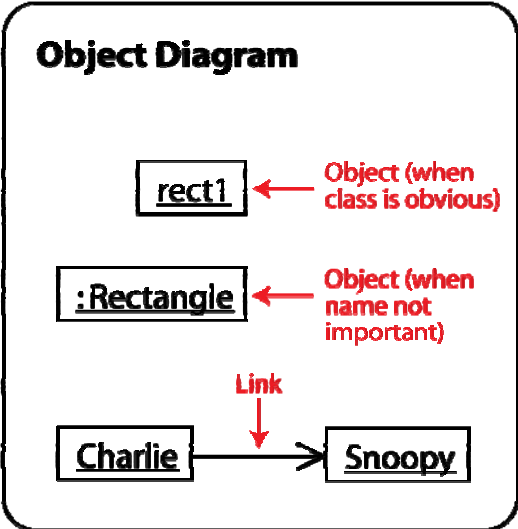 Object Diagram
rect1
Object (when
class is obvious)
:Rectangle
Object (when
name not
important)
Link
Charlie
Snoopy